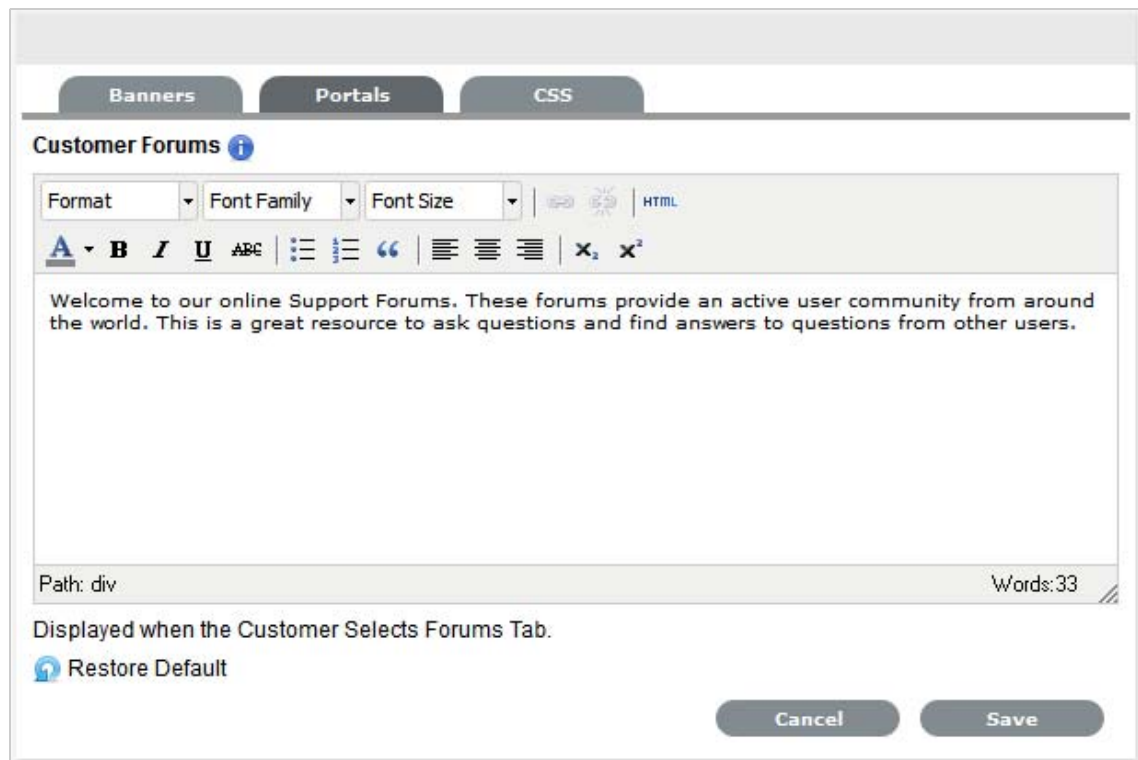 Banners Portals CSS
Customer Forums
Format Font Family Font Size HTML
A B I U ABC X₂ X²
Welcome to our online Support Forums. These forums provide an active user community from around
the world. This is a great resource to ask questions and find answers to questions from other users.
Path: div Words:33
Displayed when the Customer Selects Forums Tab.
Restore Default
Cancel Save